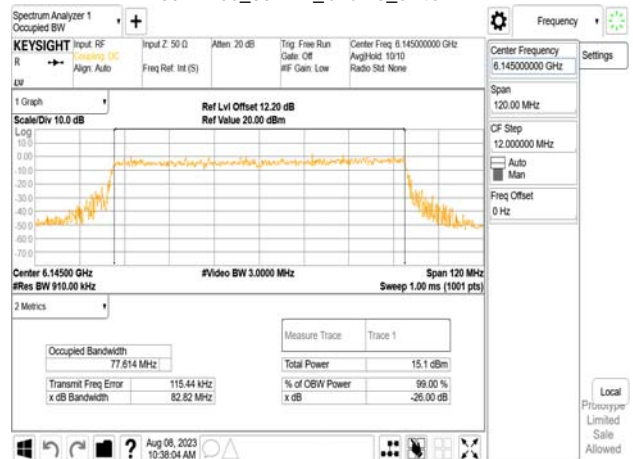 Spectrum Analyzer 1
Occupied BW
Frequency
KEYSIGHT
Input: RF
Coupling: DC
Align: Auto
Input Z: 50 Ω
Freq Ref: Int (S)
Atten: 20 dB
Trig: Free Run
Gate: Off
#IF Gain: Low
Center Freq: 6.145000000 GHz
Avg|Hold: 10/10
Radio Std: None
R
LXI
1 Graph
Scale/Div 10.0 dB
Ref Lvl Offset 12.20 dB
Ref Value 20.00 dBm
Log
10.0
0.00
-10.0
-20.0
-30.0
-40.0
-50.0
-60.0
-70.0
Center 6.14500 GHz
#Res BW 910.00 kHz
#Video BW 3.0000 MHz
Span 120 MHz
Sweep 1.00 ms (1001 pts)
2 Metrics
Measure Trace
Trace 1
Occupied Bandwidth
77.614 MHz
Total Power
15.1 dBm
Transmit Freq Error
115.44 kHz
% of OBW Power
99.00 %
x dB Bandwidth
82.82 MHz
x dB
-26.00 dB
Aug 08, 2023
10:38:04 AM
Center Frequency
6.145000000 GHz
Settings
Span
120.00 MHz
CF Step
12.000000 MHz
Auto
Man
Freq Offset
0 Hz
Local
Prototype
Limited
Sale
Allowed